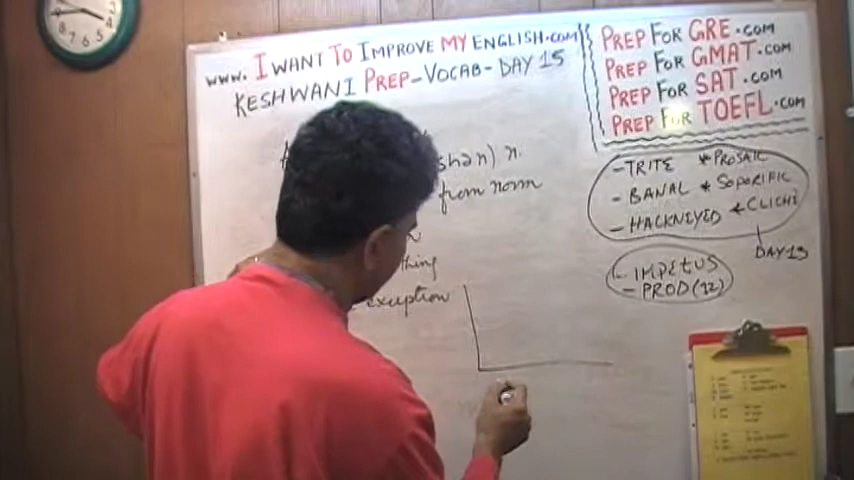 www. I WANT TO IMPROVE MY ENGLISH.COM
KESHWANI PREP-VOCAB-DAY 15
PREP FOR GRE.com
PREP FOR GMAT.com
PREP FOR SAT.com
PREP FOR TOEFL.com
shan) n.
from norm
thing
exception
-TRITE *PROSAIC
-BANAL *SOPORIFIC
-HACKNEYED *CLICHÉ
DAY 13
- IMPETUS
- PROD (12)